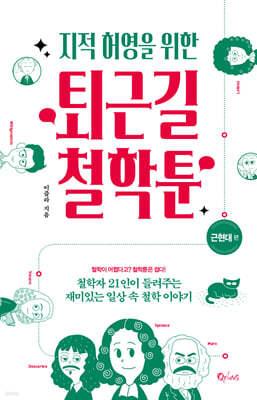 지적 허영을 위한
퇴근길
철학툰
이즐라 지음
근현대 편
철학이 어렵다고? 철학툰은 쉽다!
철학자 21인이 들려주는
재미있는 일상 속 철학 이야기
Wittgenstein
Descartes
Spinoza
Marx